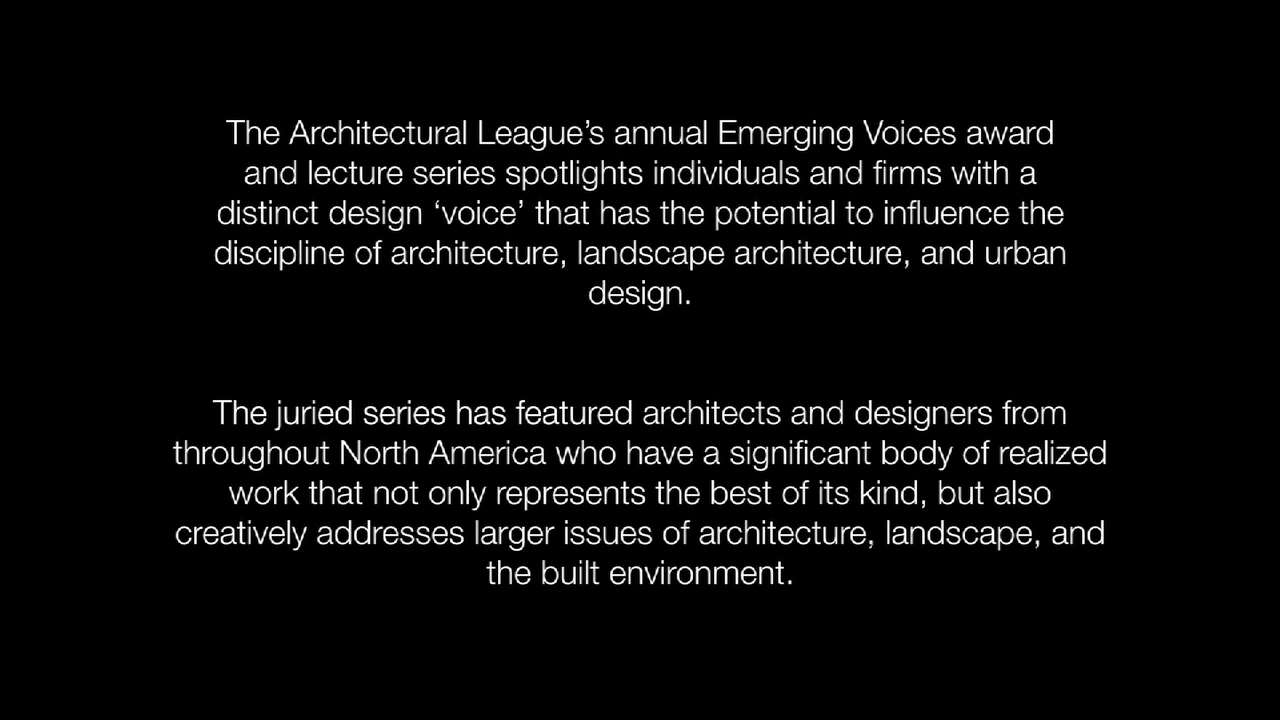 The Architectural League’s annual Emerging Voices award
and lecture series spotlights individuals and firms with a
distinct design ‘voice’ that has the potential to influence the
discipline of architecture, landscape architecture, and urban
design.
The juried series has featured architects and designers from
throughout North America who have a significant body of realized
work that not only represents the best of its kind, but also
creatively addresses larger issues of architecture, landscape, and
the built environment.